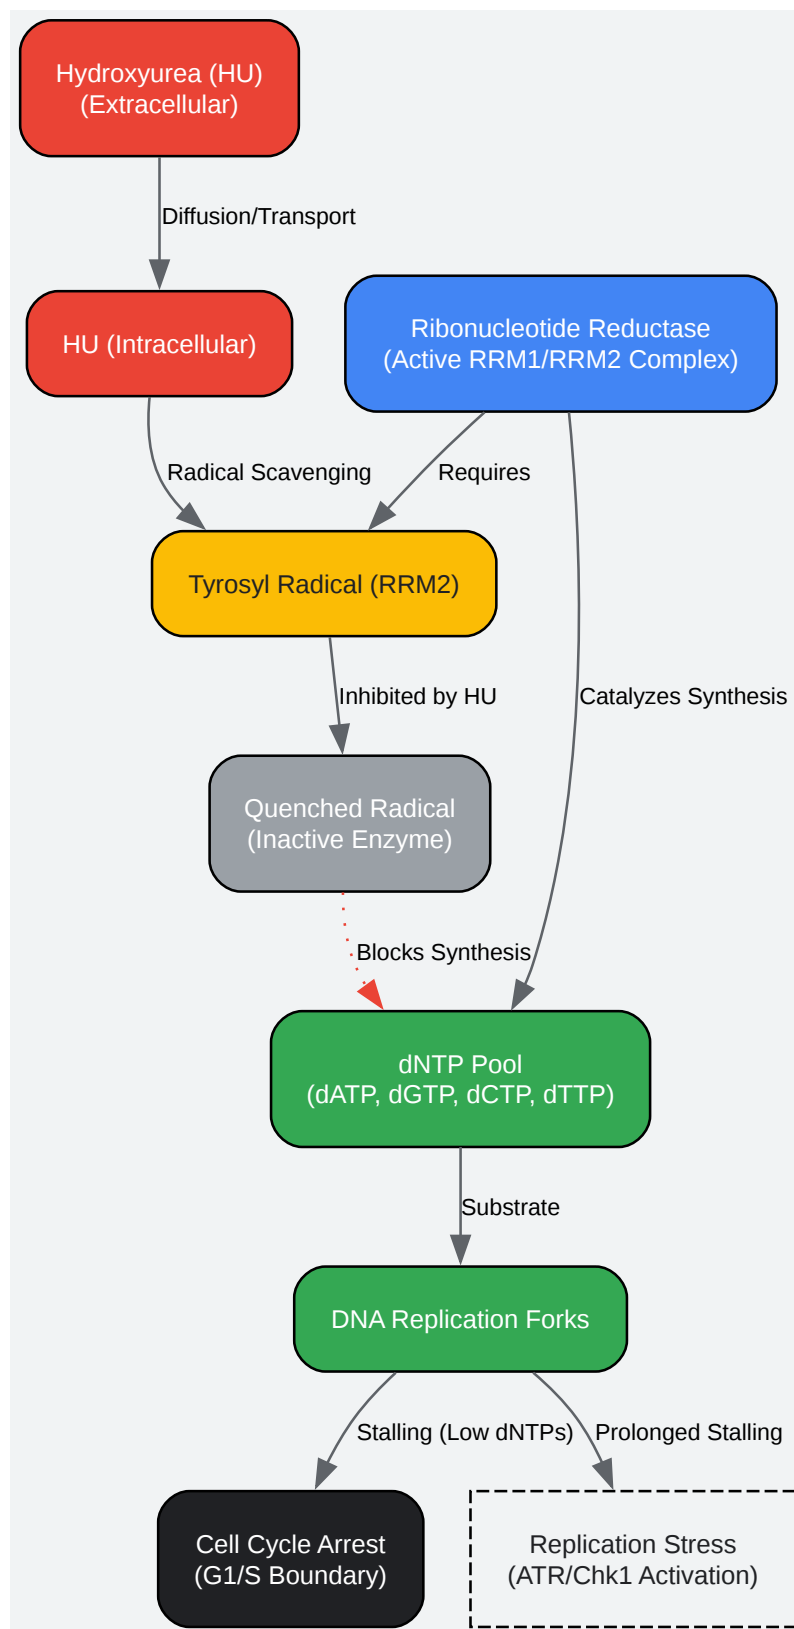 Hydroxyurea (HU)
(Extracellular)
Diffusion/Transport
HU (Intracellular)
Ribonucleotide Reductase
(Active RRM1/RRM2 Complex)
Radical Scavenging
Requires
Tyrosyl Radical (RRM2)
Inhibited by HU
Catalyzes Synthesis
Quenched Radical
(Inactive Enzyme)
Blocks Synthesis
dNTP Pool
(dATP, dGTP, dCTP, dTTP)
Substrate
DNA Replication Forks
Stalling (Low dNTPs)
Prolonged Stalling
Cell Cycle Arrest
(G1/S Boundary)
Replication Stress
(ATR/Chk1 Activation)